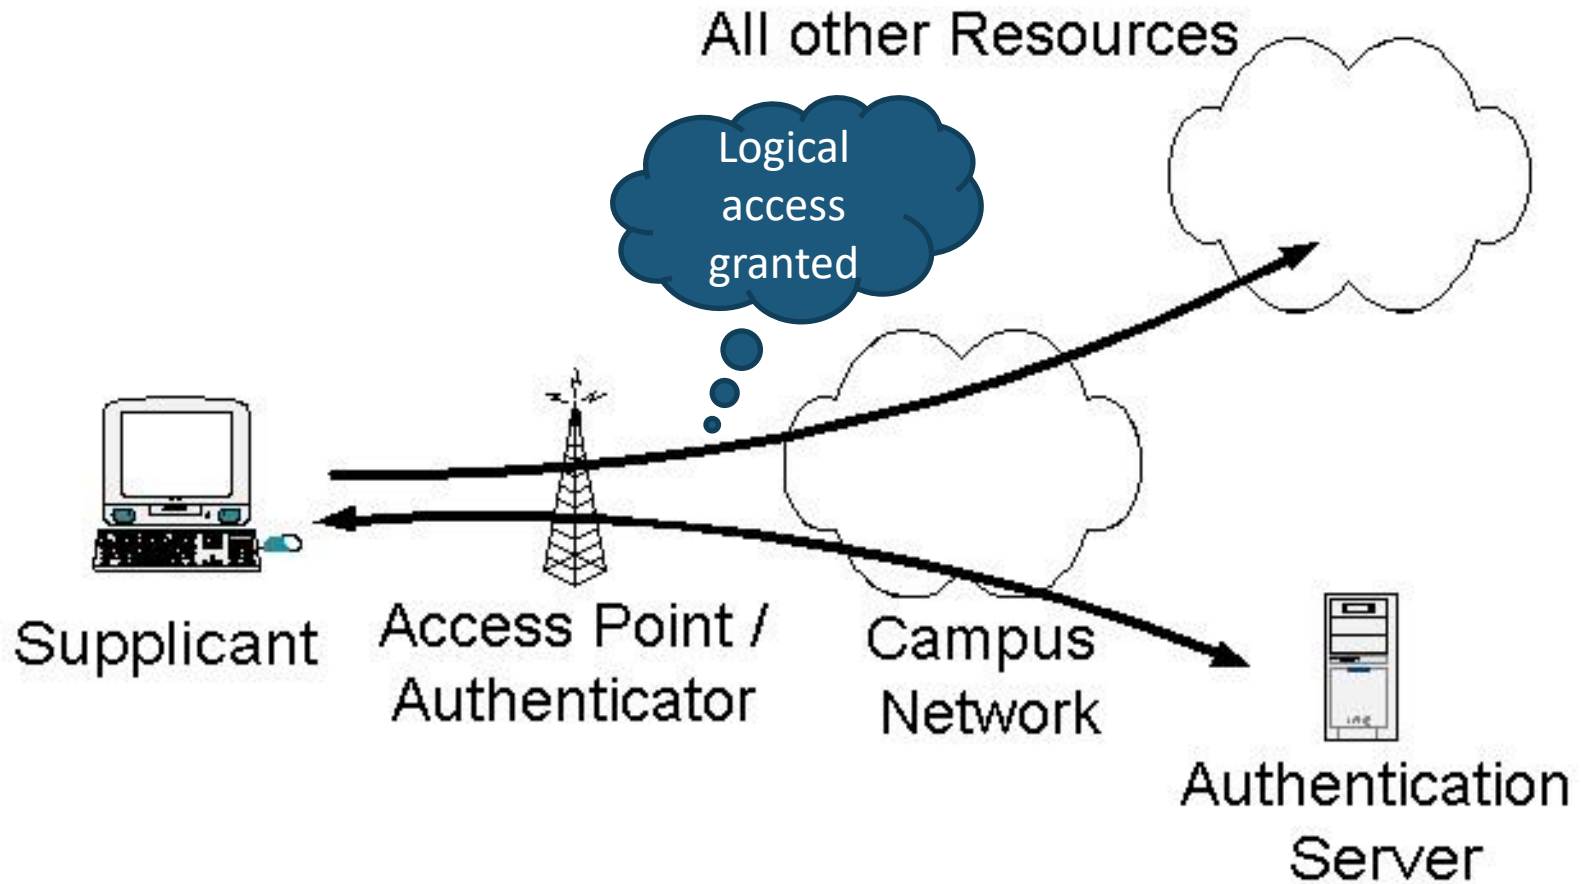 All other Resources
Logical
access
granted
Supplicant
Access Point /
Authenticator
Campus
Network
Authentication
Server